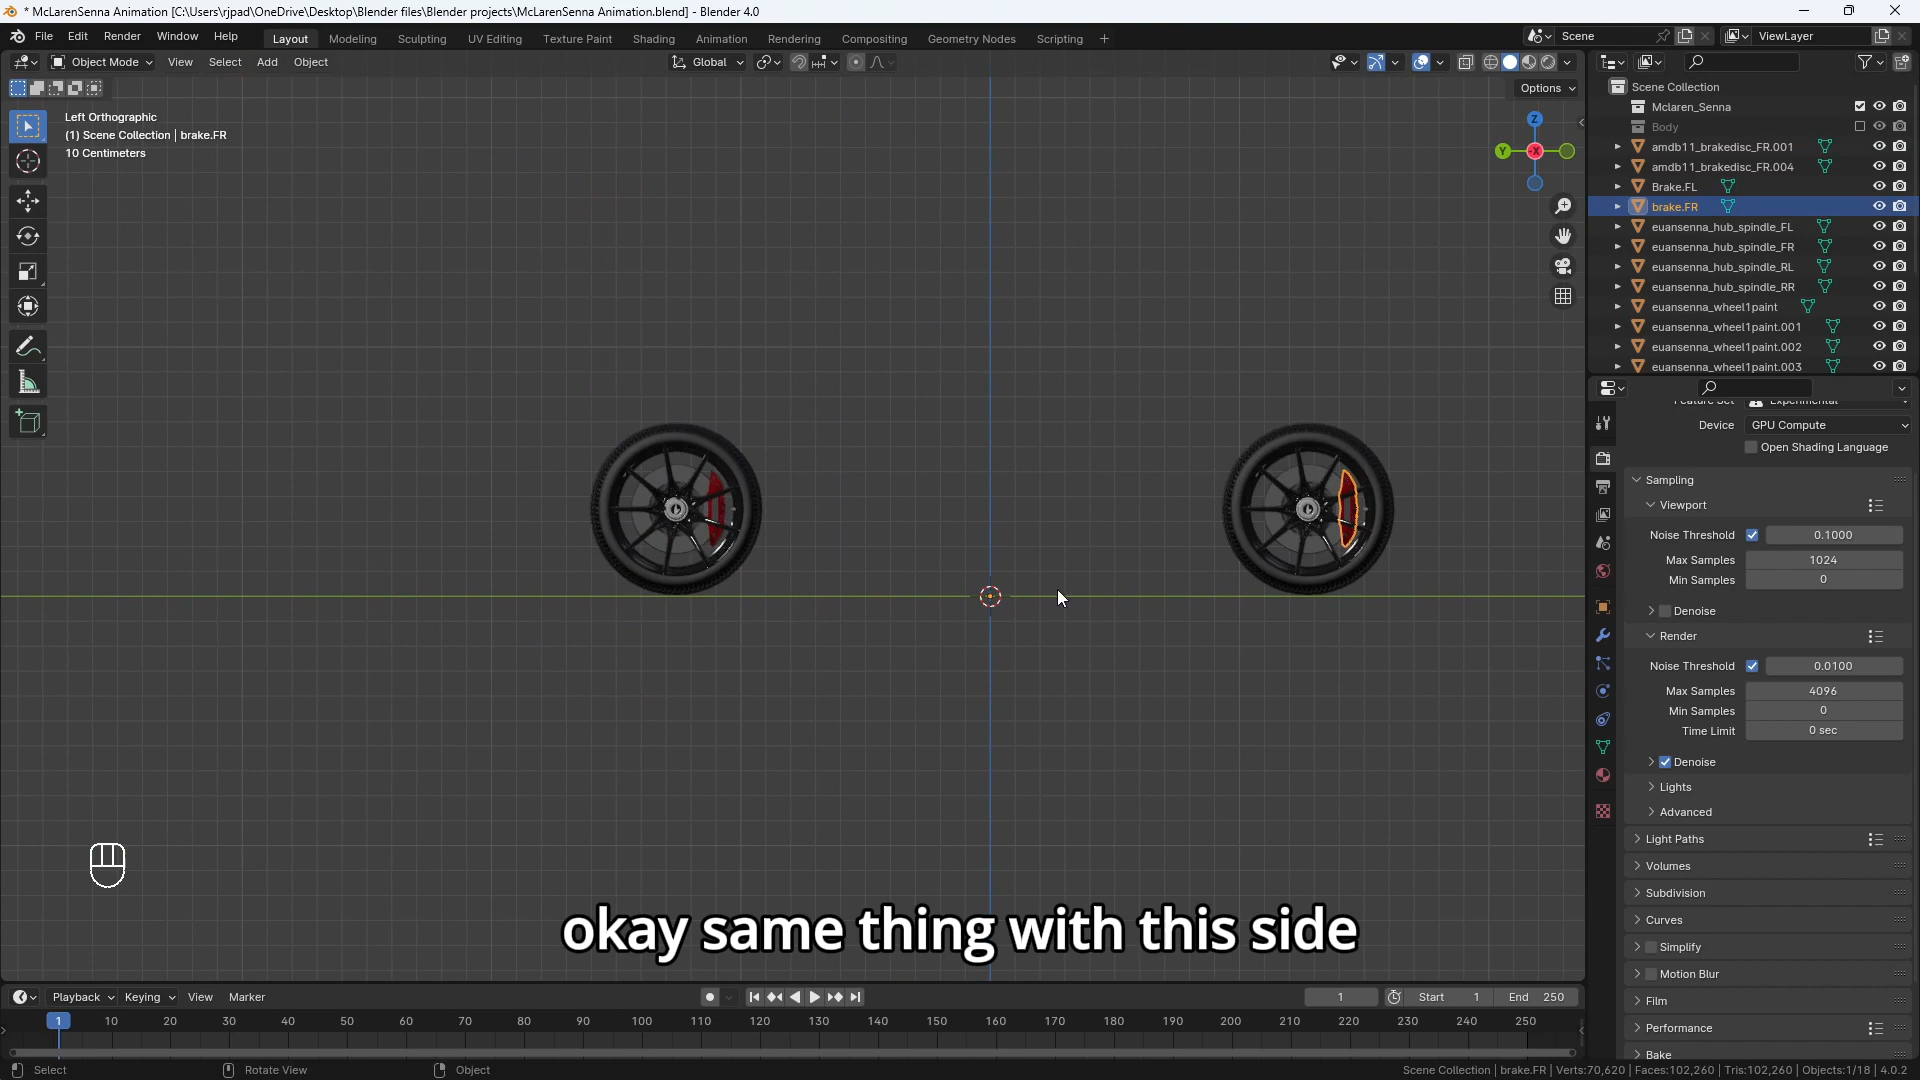 * McLarenSenna Animation [C:\Users\rjpad\OneDrive\Desktop\Blender files\Blender projects\McLarenSenna Animation.blend] - Blender 4.0
File Edit Render Window Help Layout Modeling Sculpting UV Editing Texture Paint Shading Animation Rendering Compositing Geometry Nodes Scripting + Scene ViewLayer
Object Mode View Select Add Object Global
Options
Left Orthographic
(1) Scene Collection | brake.FR
10 Centimeters
Z
Y
-X
Scene Collection
Mclaren_Senna
Body
amdb11_brakedisc_FR.001
amdb11_brakedisc_FR.004
Brake.FL
brake.FR
euansenna_hub_spindle_FL
euansenna_hub_spindle_FR
euansenna_hub_spindle_RL
euansenna_hub_spindle_RR
euansenna_wheel1paint
euansenna_wheel1paint.001
euansenna_wheel1paint.002
euansenna_wheel1paint.003
Feature Set Experimental
Device GPU Compute
Open Shading Language
Sampling
Viewport
Noise Threshold 0.1000
Max Samples 1024
Min Samples 0
Denoise
Render
Noise Threshold 0.0100
Max Samples 4096
Min Samples 0
Time Limit 0 sec
Denoise
Lights
Advanced
Light Paths
Volumes
Subdivision
Curves
Simplify
Motion Blur
Film
Performance
Bake
okay same thing with this side
Playback Keying View Marker 1 Start 1 End 250
1 10 20 30 40 50 60 70 80 90 100 110 120 130 140 150 160 170 180 190 200 210 220 230 240 250
Select Rotate View Object Scene Collection | brake.FR | Verts:70,620 | Faces:102,260 | Tris:102,260 | Objects:1/18 | 4.0.2